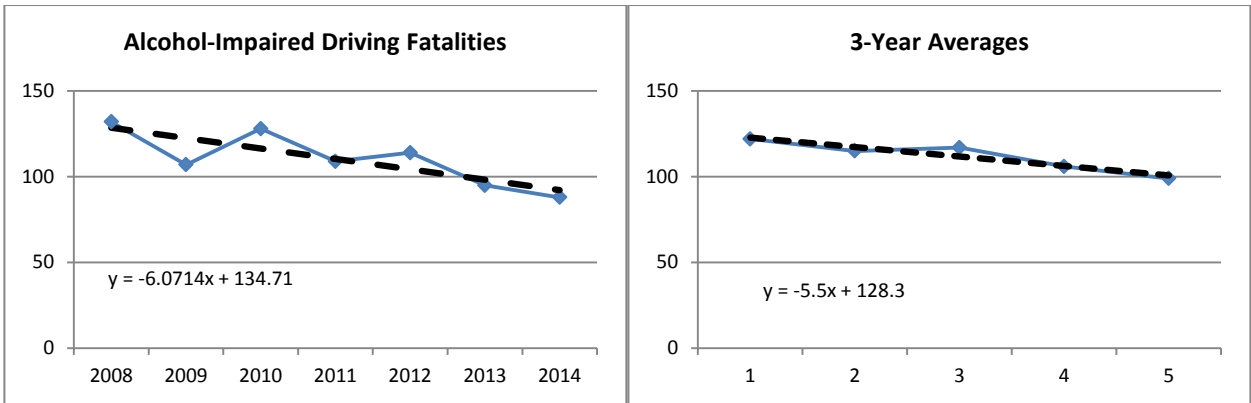 Alcohol-Impaired Driving Fatalities
150
100
50
0
y = -6.0714x + 134.71
2008 2009 2010 2011 2012 2013 2014
3-Year Averages
150
100
50
0
y = -5.5x + 128.3
1 2 3 4 5